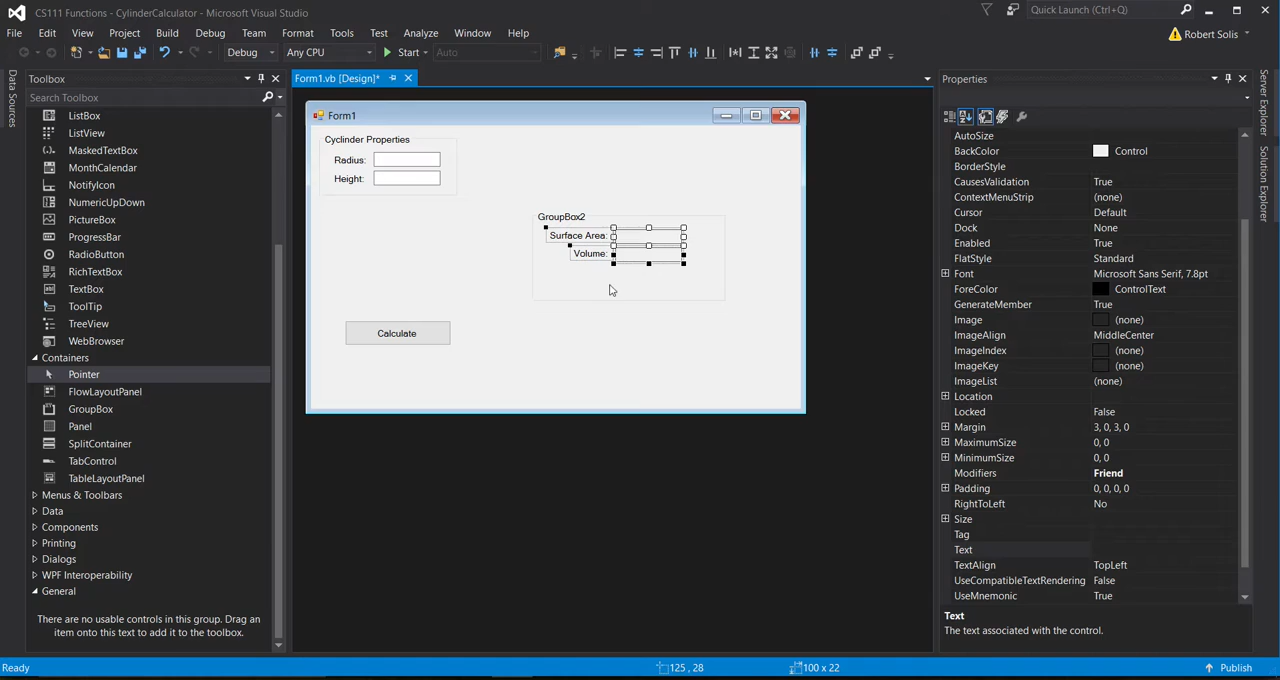 CS111 Functions - CylinderCalculator - Microsoft Visual Studio
Quick Launch (Ctrl+Q)
File Edit View Project Build Debug Team Format Tools Test Analyze Window Help
Robert Solis
Debug Any CPU Start Auto
Data Sources
Toolbox
Search Toolbox
ListBox
ListView
MaskedTextBox
MonthCalendar
NotifyIcon
NumericUpDown
PictureBox
ProgressBar
RadioButton
RichTextBox
TextBox
ToolTip
TreeView
WebBrowser
Containers
Pointer
FlowLayoutPanel
GroupBox
Panel
SplitContainer
TabControl
TableLayoutPanel
Menus & Toolbars
Data
Components
Printing
Dialogs
WPF Interoperability
General
There are no usable controls in this group. Drag an
item onto this text to add it to the toolbox.
Form1.vb [Design]*
Form1
Cyclinder Properties
Radius:
Height:
GroupBox2
Surface Area:
Volume:
Calculate
Properties
AutoSize
BackColor Control
BorderStyle
CausesValidation True
ContextMenuStrip (none)
Cursor Default
Dock None
Enabled True
FlatStyle Standard
Font Microsoft Sans Serif, 7.8pt
ForeColor ControlText
GenerateMember True
Image (none)
ImageAlign MiddleCenter
ImageIndex (none)
ImageKey (none)
ImageList (none)
Location
Locked False
Margin 3, 0, 3, 0
MaximumSize 0, 0
MinimumSize 0, 0
Modifiers Friend
Padding 0, 0, 0, 0
RightToLeft No
Size
Tag
Text
TextAlign TopLeft
UseCompatibleTextRendering False
UseMnemonic True
Text
The text associated with the control.
Server Explorer
Solution Explorer
Ready 125 , 28 100 x 22 Publish